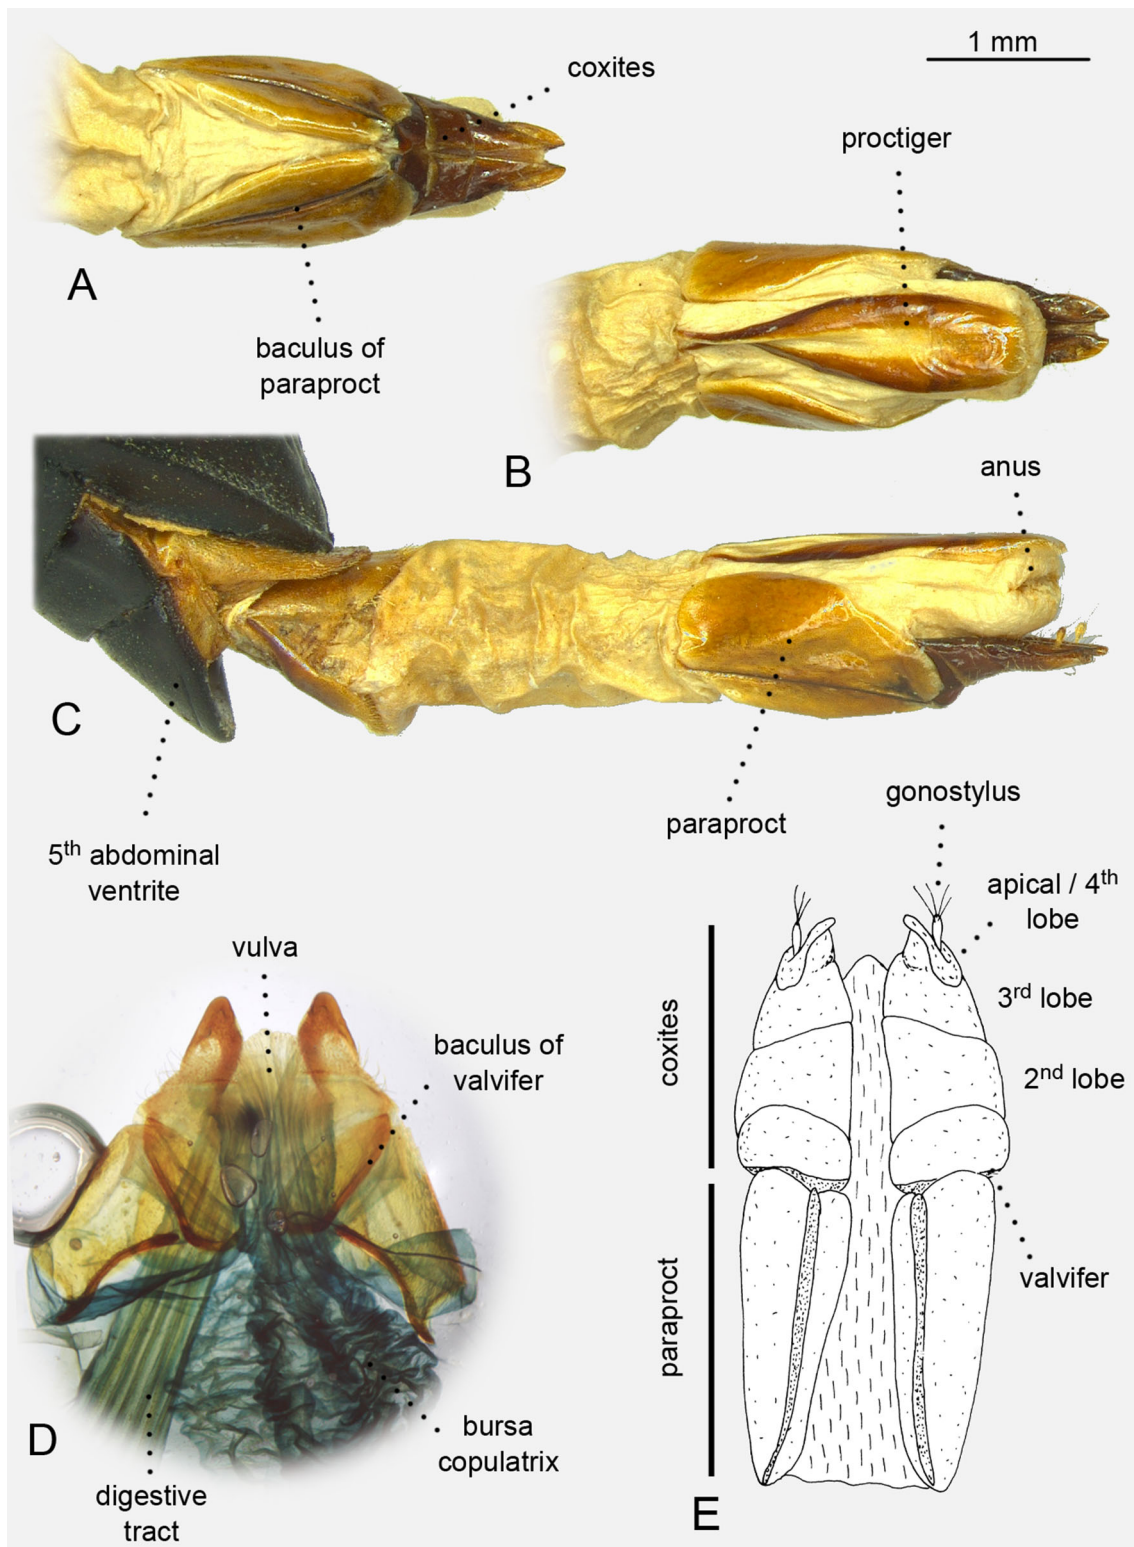 1 mm
coxites
proctiger
A
baculus of
paraproct
B
anus
C
5th abdominal
ventrite
paraproct
gonostylus
apical / 4th
lobe
vulva
3rd lobe
baculus of
valvifer
coxites
2nd lobe
valvifer
paraproct
D
bursa
copulatrix
digestive
tract
E